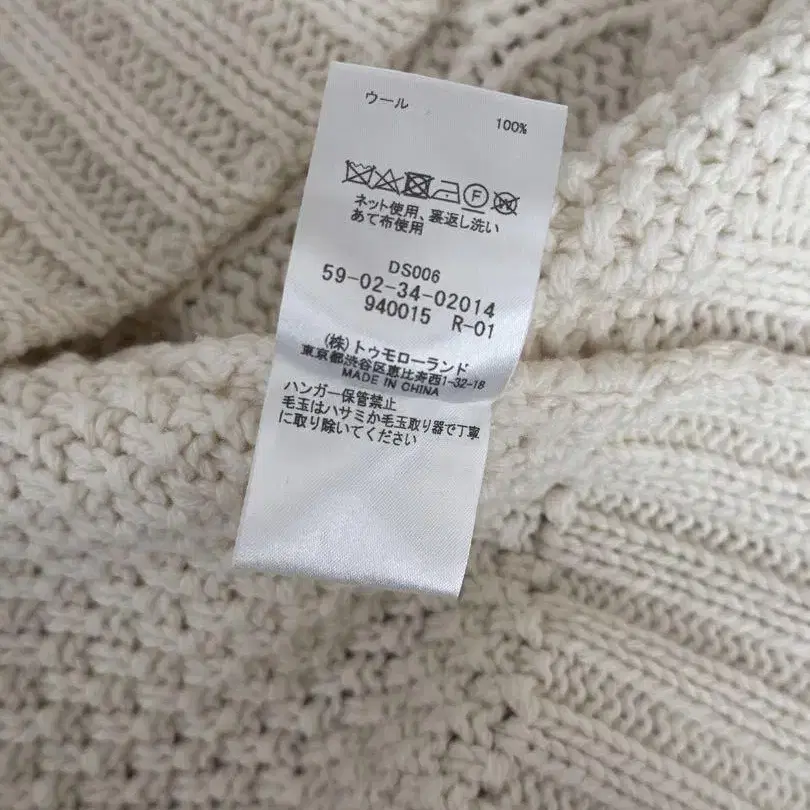 ウール
100%
F W
ネット使用、裏返し洗い
あて布使用
DS006
59-02-34-02014
940015 R-01
(株)トゥモローランド
東京都渋谷区恵比寿西1-32-18
MADE IN CHINA
ハンガー保管禁止
毛玉はハサミか毛玉取り器で丁寧
に取り除いてください